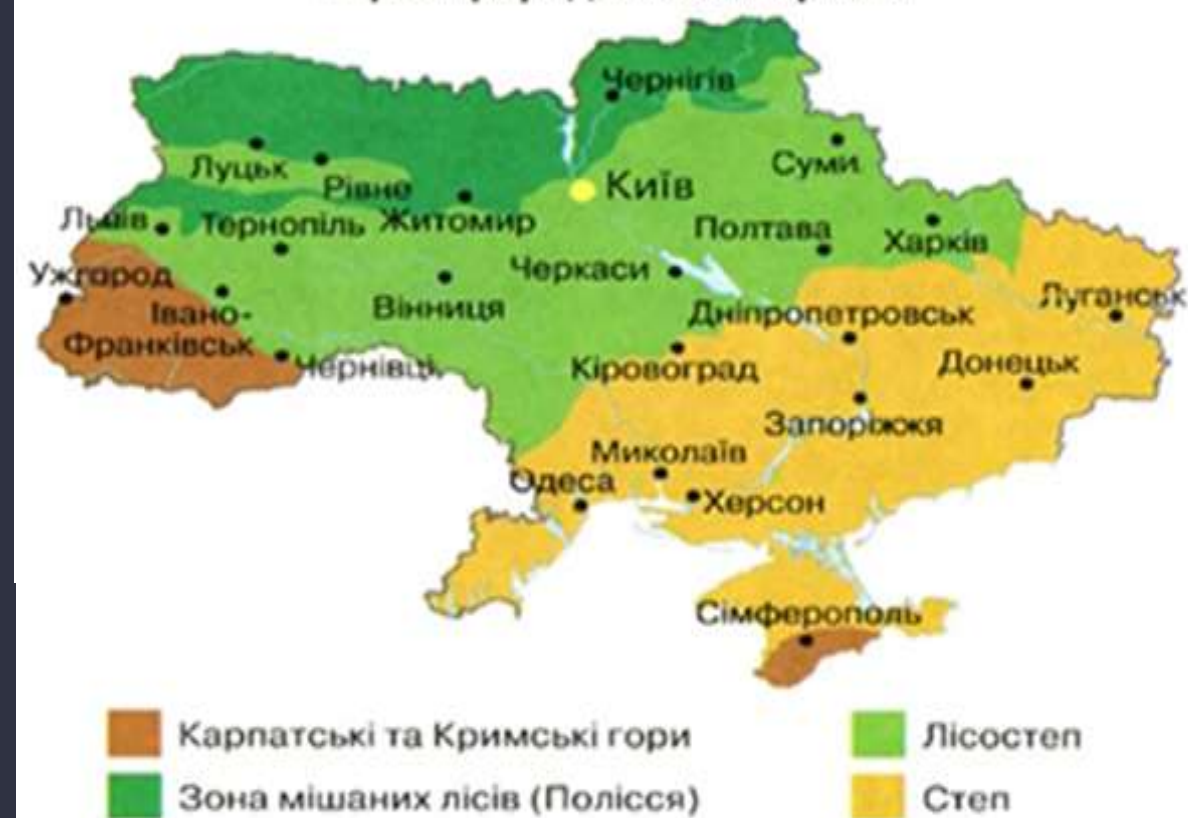 Чернігів
Суми
Луцьк
Рівне
Київ
Львів
Тернопіль
Житомир
Полтава
Харків
Ужгород
Черкаси
Івано-
Франківськ
Вінниця
Луганськ
Дніпропетровськ
Чернівці
Кіровоград
Донецьк
Запоріжжя
Миколаїв
Одеса
Херсон
Сімферополь
Карпатські та Кримські гори
Зона мішаних лісів (Полісся)
Лісостеп
Степ